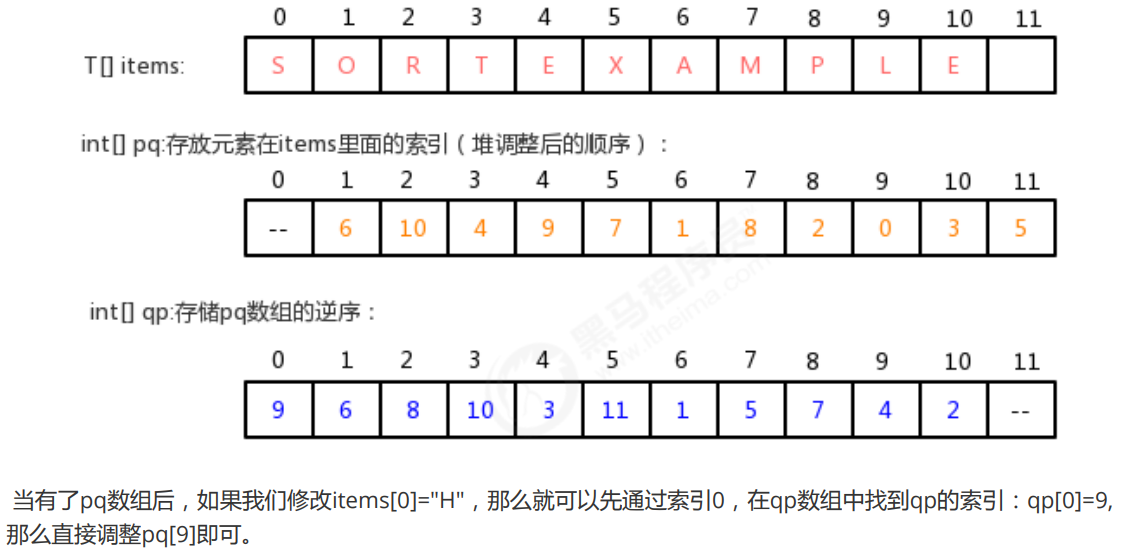 0 1 2 3 4 5 6 7 8 9 10 11
T[] items: S O R T E X A M P L E
int[] pq:存放元素在items里面的索引（堆调整后的顺序）：
0 1 2 3 4 5 6 7 8 9 10 11
-- 6 10 4 9 7 1 8 2 0 3 5
int[] qp:存储pq数组的逆序：
0 1 2 3 4 5 6 7 8 9 10 11
9 6 8 10 3 11 1 5 7 4 2 --
黑马程序员
www.itheima.com
当有了pq数组后，如果我们修改items[0]="H"，那么就可以先通过索引0，在qp数组中找到qp的索引：qp[0]=9,
那么直接调整pq[9]即可。